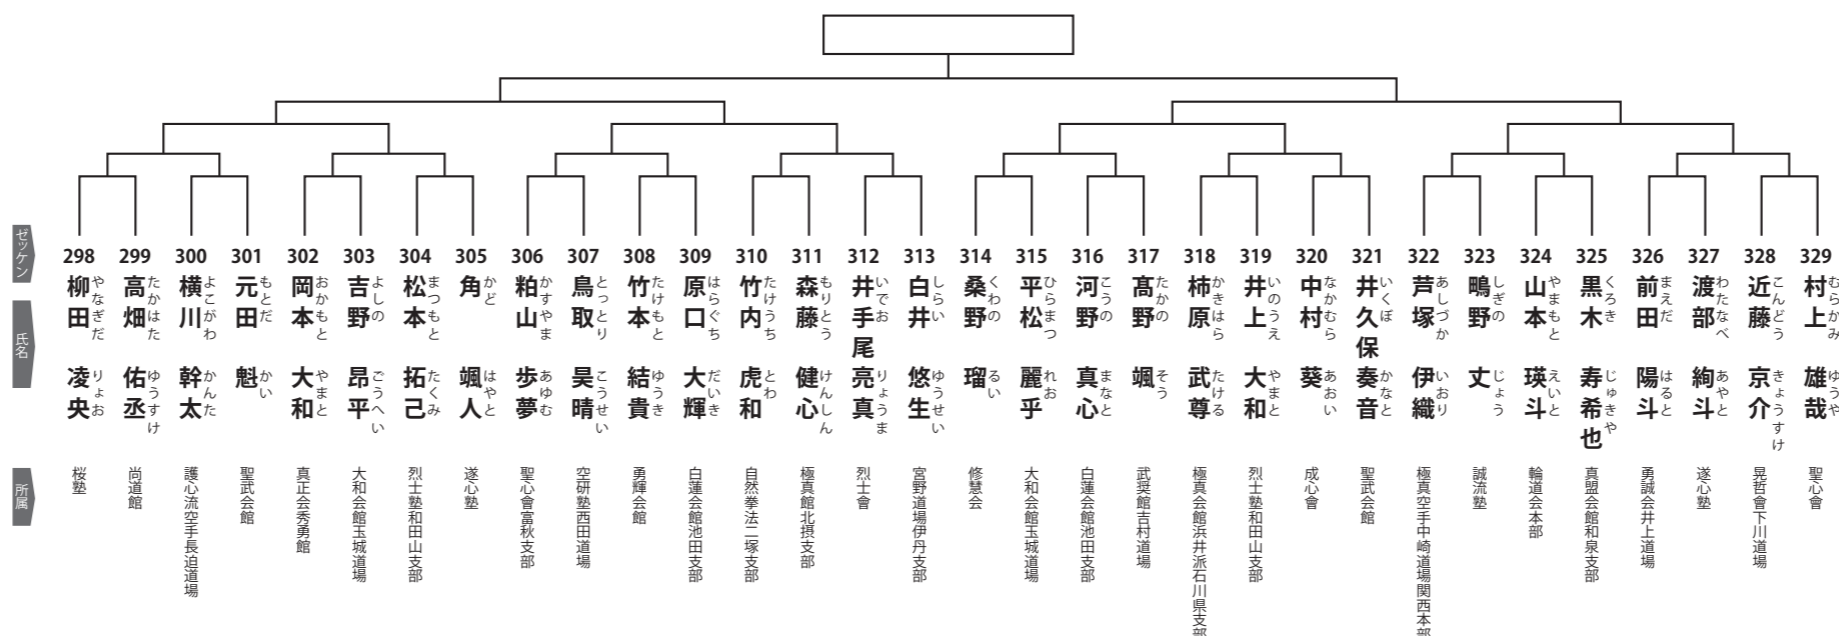 ゼッケン
298 299 300 301 302 303 304 305 306 307 308 309 310 311 312 313 314 315 316 317 318 319 320 321 322 323 324 325 326 327 328 329
氏名
柳田 凌央
やなぎだ りょお
高畑 佑丞
たかはた ゆうすけ
横川 幹太
よこがわ かんた
元田 魁
もとだ かい
岡本 大和
おかもと やまと
吉野 昂平
よしの ごうへい
松本 拓己
まつもと たくみ
角 颯人
かど はやと
粕山 歩夢
かすやま あゆむ
鳥取 昊晴
とっとり こうせい
竹本 結貴
たけもと ゆうき
原口 大輝
はらぐち だいき
竹内 虎和
たけうち とわ
森藤 健心
もりとう けんしん
井手尾 亮真
いでお りょうま
白井 悠生
しらい ゆうせい
桑野 瑠
くわの るい
平松 麗乎
ひらまつ れお
河野 真心
こうの まなと
髙野 颯
たかの そう
柿原 武尊
かきはら たける
井上 大和
いのうえ やまと
中村 葵
なかむら あおい
井久保 奏音
いくぼ かなと
芦塚 伊織
あしづか いおり
鴫野 丈
しぎの じょう
山本 瑛斗
やまもと えいと
黒木 寿希也
くろき じゅきや
前田 陽斗
まえだ はると
渡部 絢斗
わたなべ あやと
近藤 京介
こんどう きょうすけ
村上 雄哉
むらかみ ゆうや
所属
桜塾
尚道館
護心流空手長迫道場
聖武会館
真正会秀勇館
大和会館玉城道場
烈士塾和田山支部
遂心塾
聖心會富秋支部
空研塾西田道場
勇輝会館
白蓮会館池田支部
自然拳法二塚支部
極真館北摂支部
烈士會
宮野道場伊丹支部
修慧会
大和会館玉城道場
白蓮会館池田支部
武奨館吉村道場
極真会館浜井派石川県支部
烈士塾和田山支部
成心會
聖武会館
極真空手中崎道場関西本部
誠流塾
輪道会本部
真盟会館和泉支部
勇誠会井上道場
遂心塾
晃哲會下川道場
聖心會